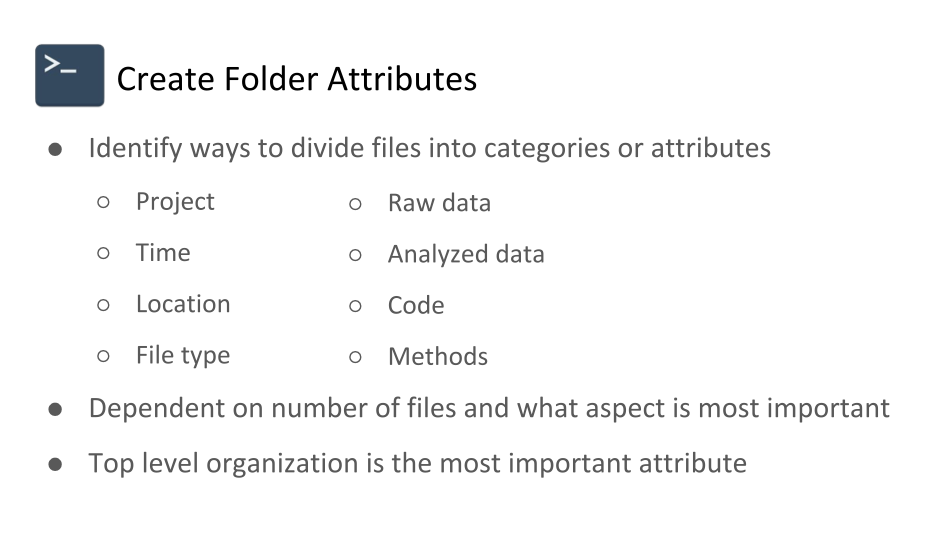 >_
Create Folder Attributes
● Identify ways to divide files into categories or attributes
○ Project
○ Time
○ Location
○ File type
○ Raw data
○ Analyzed data
○ Code
○ Methods
● Dependent on number of files and what aspect is most important
● Top level organization is the most important attribute